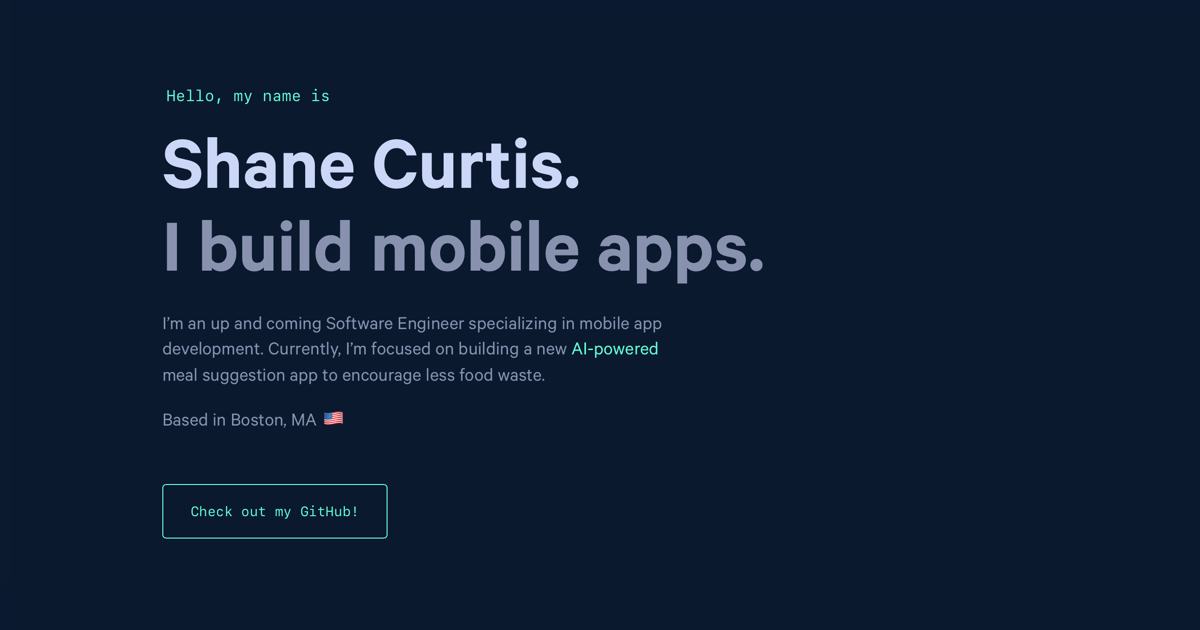 Hello, my name is
Shane Curtis.
I build mobile apps.
I’m an up and coming Software Engineer specializing in mobile app
development. Currently, I’m focused on building a new AI-powered
meal suggestion app to encourage less food waste.
Based in Boston, MA 🇺🇸
Check out my GitHub!